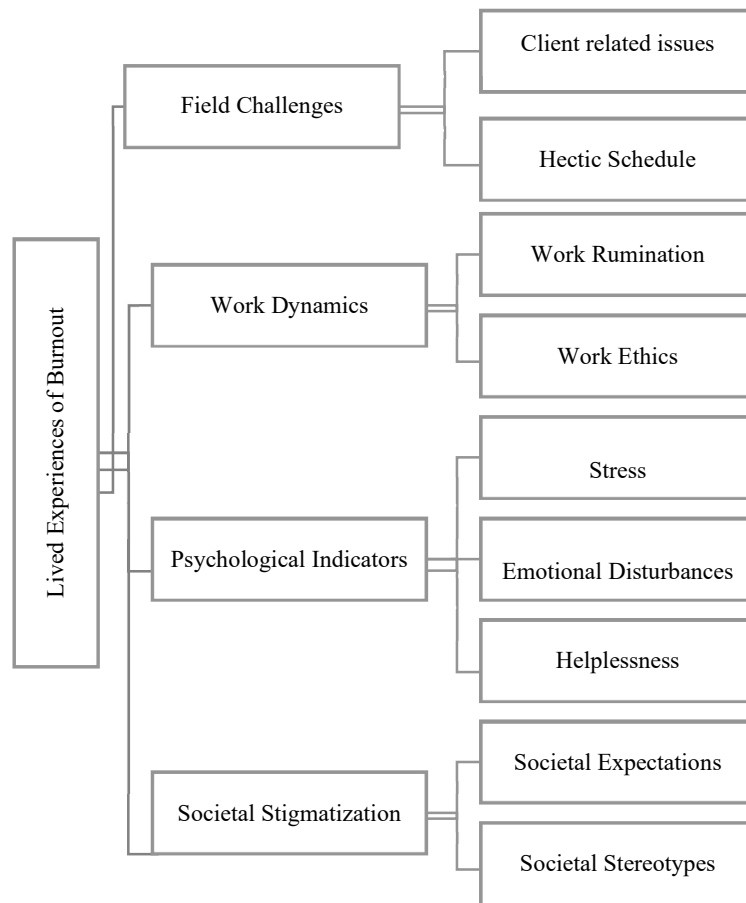 Lived Experiences of Burnout
Field Challenges
Client related issues
Hectic Schedule
Work Dynamics
Work Rumination
Work Ethics
Psychological Indicators
Stress
Emotional Disturbances
Helplessness
Societal Stigmatization
Societal Expectations
Societal Stereotypes